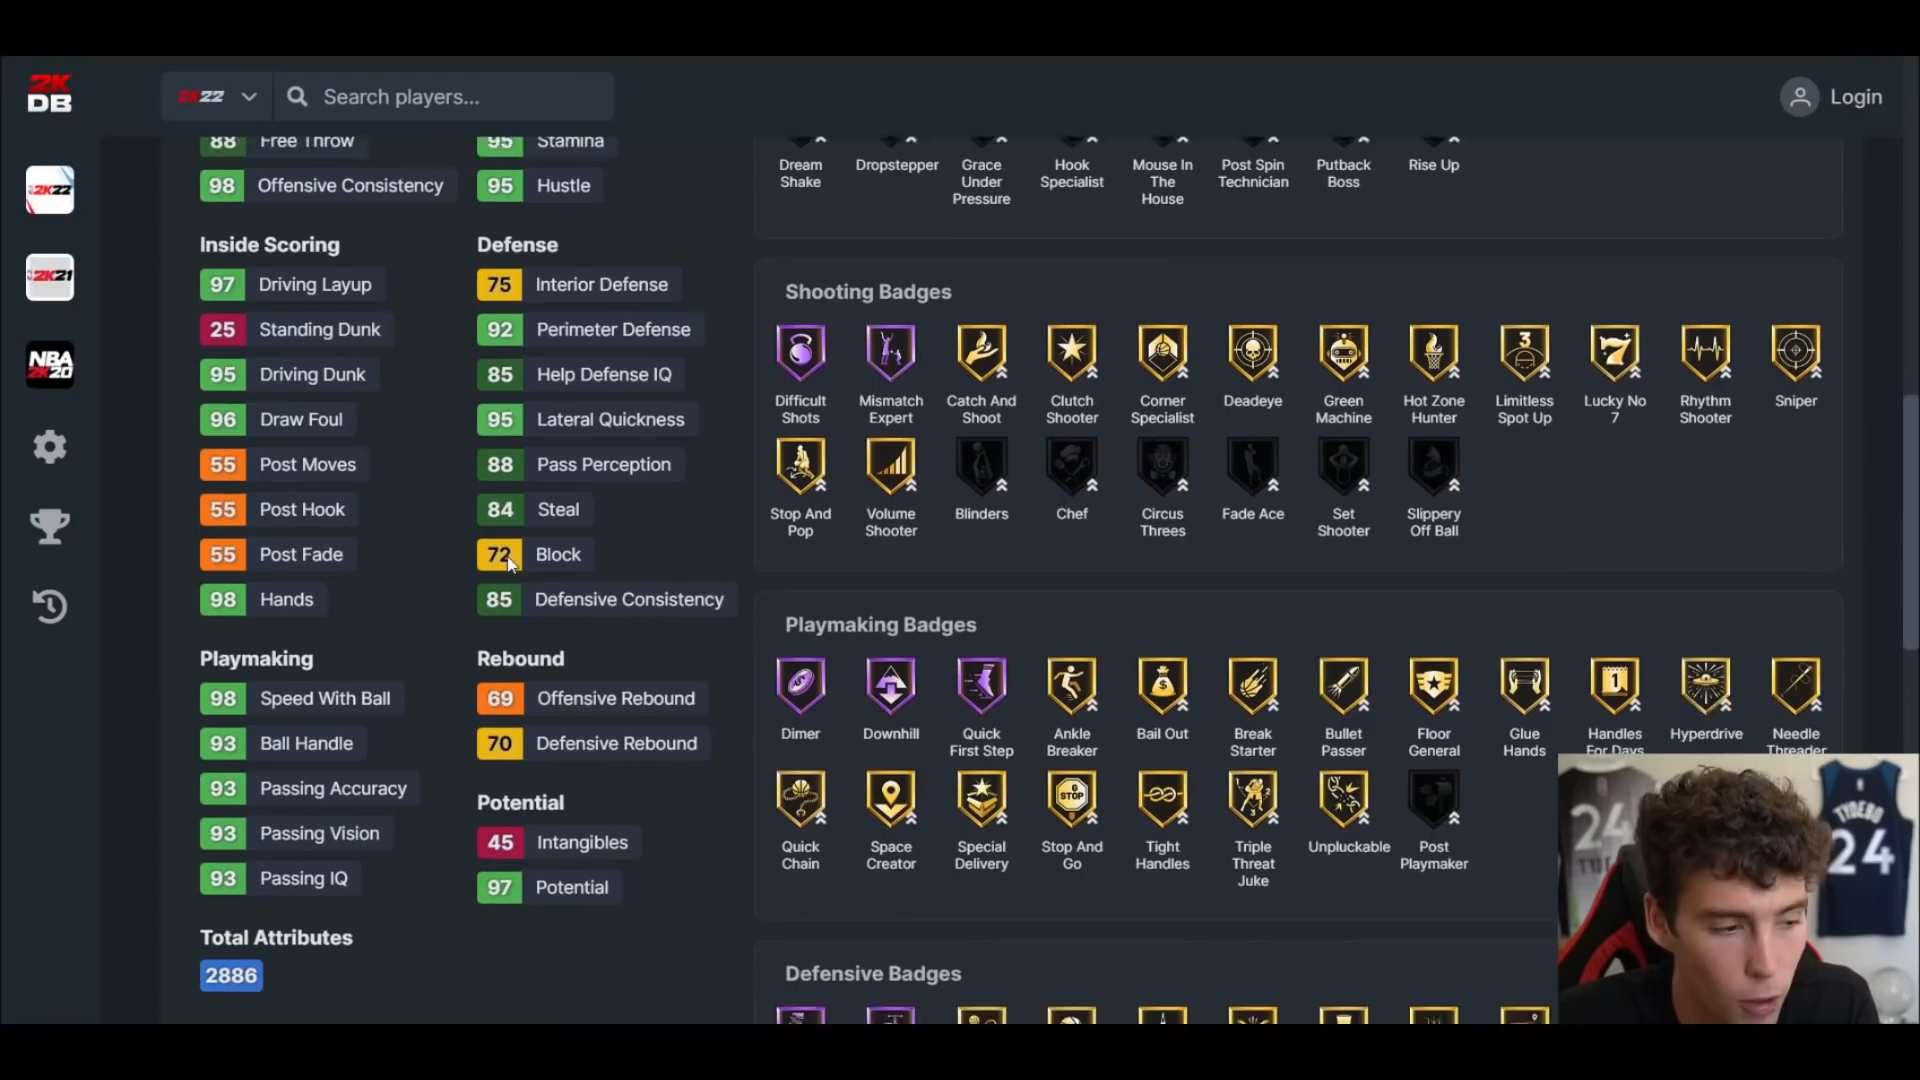 2K
DB
2K22
Search players...
Login
2K22
2K21
NBA
2K20
88 Free Throw
98 Offensive Consistency
95 Stamina
95 Hustle
Inside Scoring
97 Driving Layup
25 Standing Dunk
95 Driving Dunk
96 Draw Foul
55 Post Moves
55 Post Hook
55 Post Fade
98 Hands
Defense
75 Interior Defense
92 Perimeter Defense
85 Help Defense IQ
95 Lateral Quickness
88 Pass Perception
84 Steal
72 Block
85 Defensive Consistency
Playmaking
98 Speed With Ball
93 Ball Handle
93 Passing Accuracy
93 Passing Vision
93 Passing IQ
Rebound
69 Offensive Rebound
70 Defensive Rebound
Potential
45 Intangibles
97 Potential
Total Attributes
2886
Dream Shake
Dropstepper
Grace Under Pressure
Hook Specialist
Mouse In The House
Post Spin Technician
Putback Boss
Rise Up
Shooting Badges
Difficult Shots
Mismatch Expert
Catch And Shoot
Clutch Shooter
Corner Specialist
Deadeye
Green Machine
Hot Zone Hunter
Limitless Spot Up
Lucky No 7
Rhythm Shooter
Sniper
Stop And Pop
Volume Shooter
Blinders
Chef
Circus Threes
Fade Ace
Set Shooter
Slippery Off Ball
Playmaking Badges
Dimer
Downhill
Quick First Step
Ankle Breaker
Bail Out
Break Starter
Bullet Passer
Floor General
Glue Hands
Handles For Days
Hyperdrive
Needle Threader
Quick Chain
Space Creator
Special Delivery
Stop And Go
Tight Handles
Triple Threat Juke
Unpluckable
Post Playmaker
Defensive Badges
24
TYDEBO
24